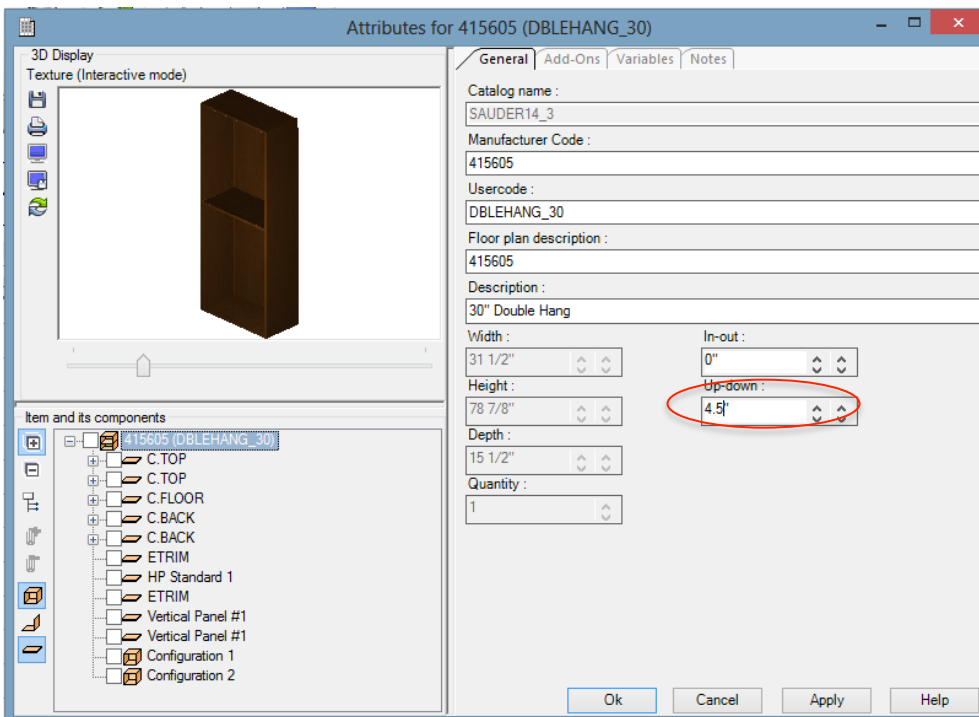 Attributes for 415605 (DBLEHANG_30)
3D Display
Texture (Interactive mode)
Item and its components
415605 (DBLEHANG_30)
C.TOP
C.TOP
C.FLOOR
C.BACK
C.BACK
ETRIM
HP Standard 1
ETRIM
Vertical Panel #1
Vertical Panel #1
Configuration 1
Configuration 2
General Add-Ons Variables Notes
Catalog name :
SAUDER14_3
Manufacturer Code :
415605
Usercode :
DBLEHANG_30
Floor plan description :
415605
Description :
30" Double Hang
Width :
31 1/2"
Height :
78 7/8"
Depth :
15 1/2"
Quantity :
1
In-out :
0"
Up-down :
4.5"
Ok Cancel Apply Help